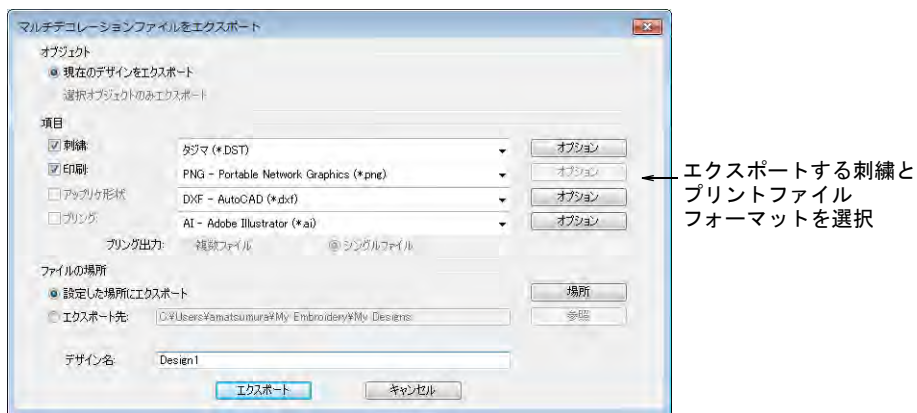 マルチデコレーションファイルをエクスポート
オブジェクト
現在のデザインをエクスポート
選択オブジェクトのみエクスポート
項目
刺繍 タジマ (*.DST) オプション
印刷 PNG - Portable Network Graphics (*.png) オプション
アップリケ形状 DXF - AutoCAD (*.dxf) オプション
ブリング AI - Adobe Illustrator (*.ai) オプション
ブリング出力: 複数ファイル シングルファイル
ファイルの場所
設定した場所にエクスポート 場所
エクスポート先: C:¥Users¥amatsumura¥My Embroidery¥My Designs 参照
デザイン名: Design1
エクスポート キャンセル
エクスポートする刺繍と
プリントファイル
フォーマットを選択